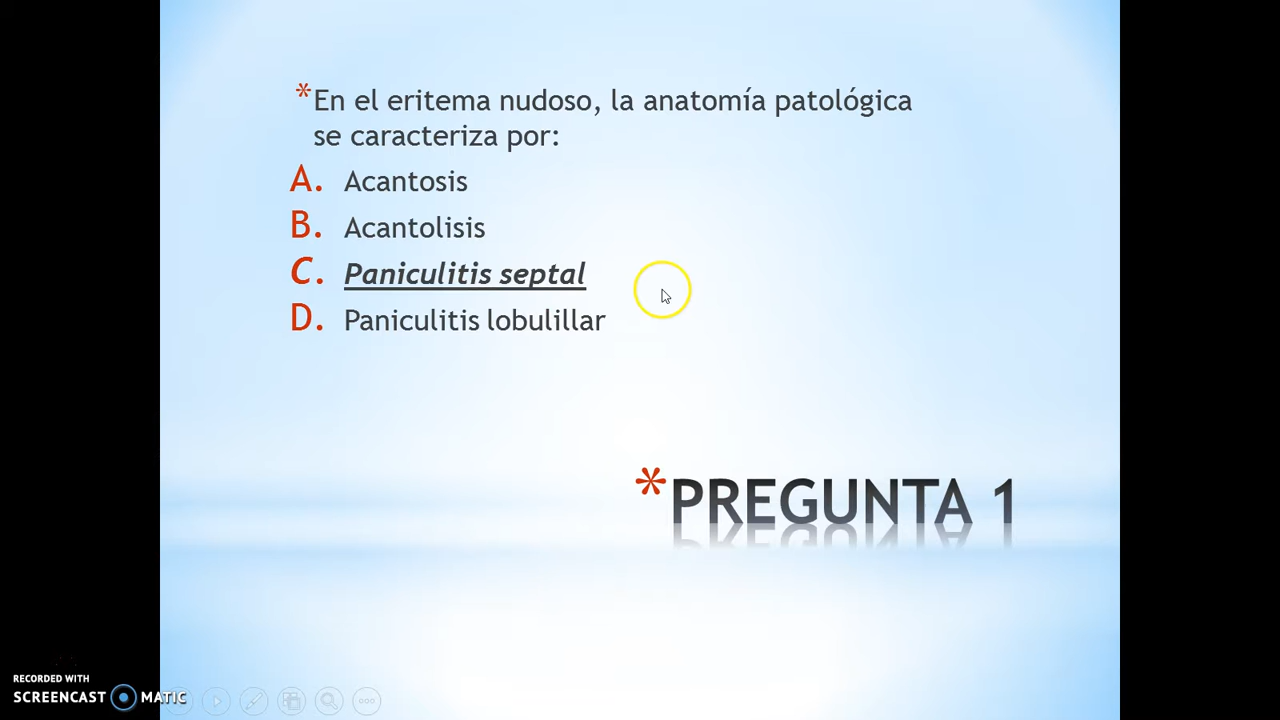 *En el eritema nudoso, la anatomía patológica
se caracteriza por:
A. Acantosis
B. Acantolisis
C. Paniculitis septal
D. Paniculitis lobulillar
*PREGUNTA 1
RECORDED WITH
SCREENCAST MATIC